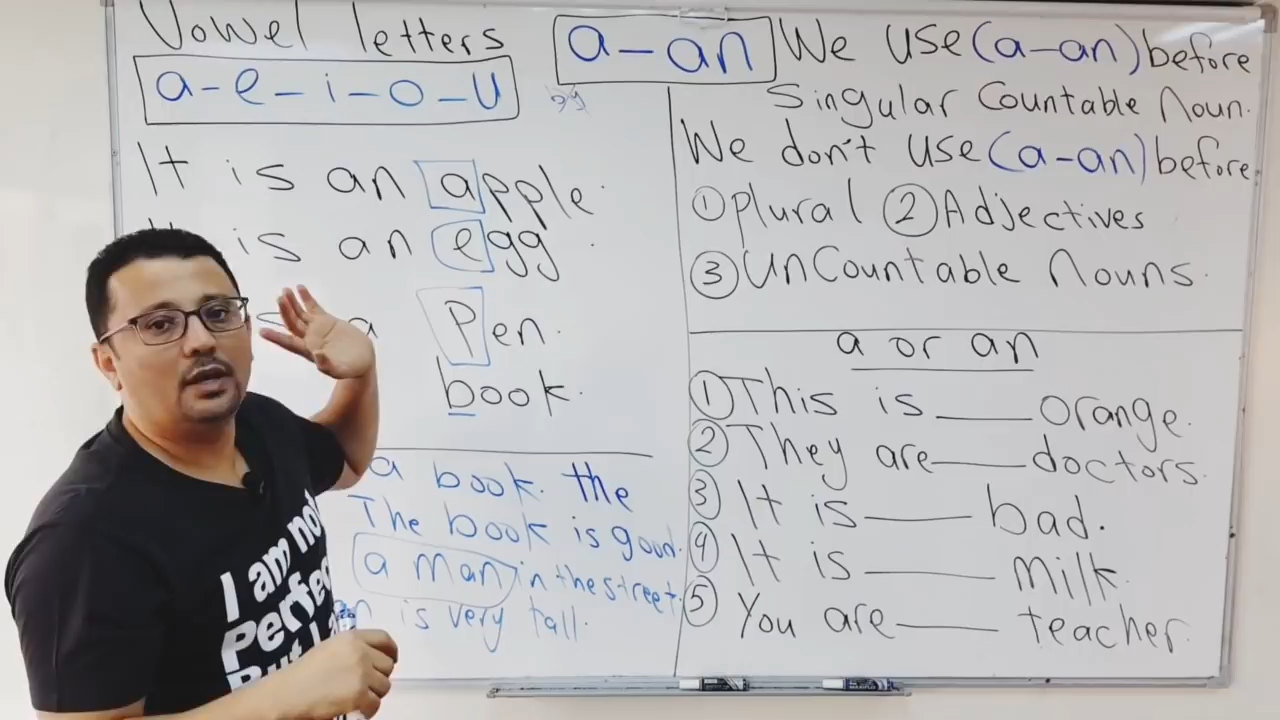 Vowel letters
a-e-i-o-u
It is an apple.
is an egg.
a Pen.
book.
a book. the
The book is good.
a man in the street.
is very tall.
a-an We use (a-an) before
Singular Countable Noun.
We don't use (a-an) before
① Plural ② Adjectives
③ UnCountable Nouns.
a or an
① This is ____ orange.
② They are ____ doctors.
③ It is ____ bad.
④ It is ____ milk.
⑤ You are ____ teacher.
I am not
Perfe
But I a